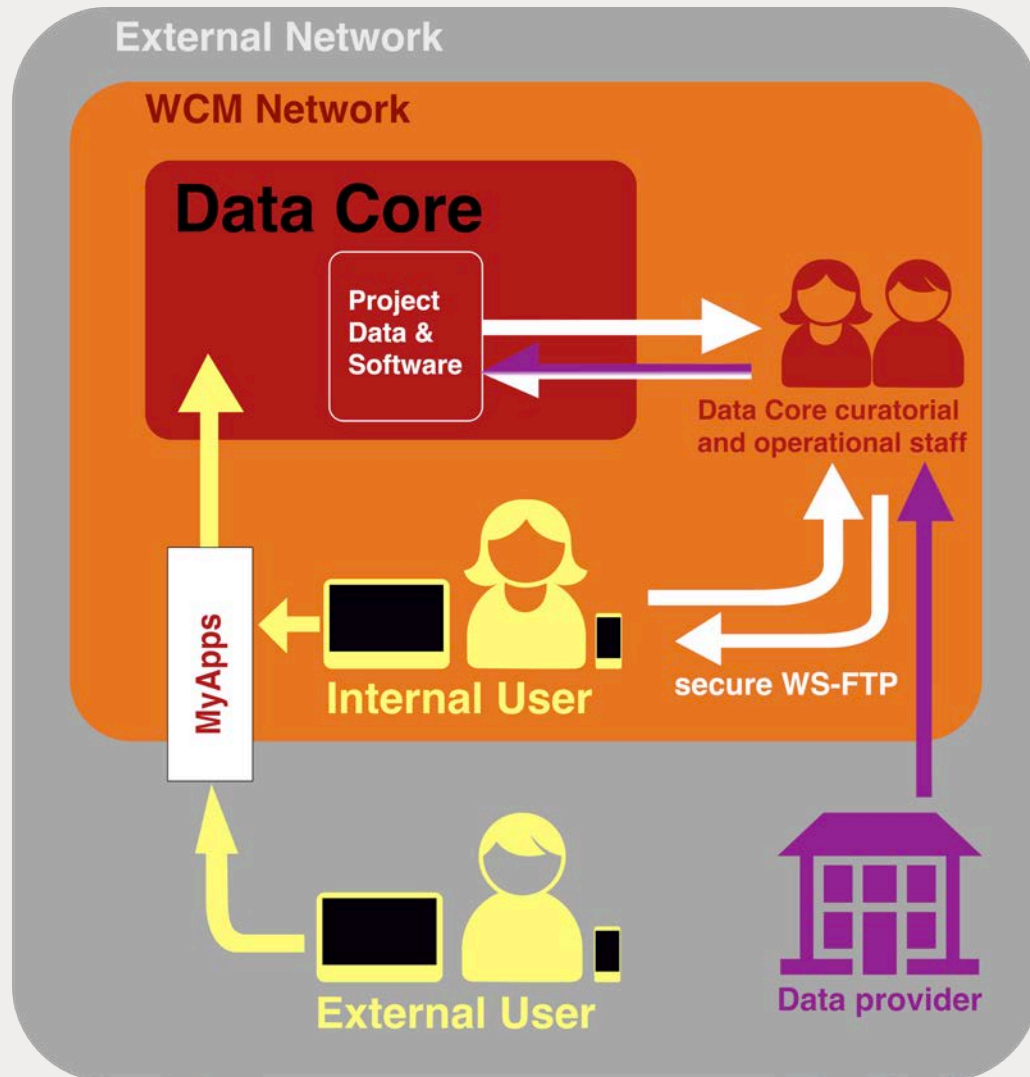 External Network
WCM Network
Data Core
Project
Data &
Software
Data Core curatorial
and operational staff
MyApps
Internal User
secure WS-FTP
External User
Data provider